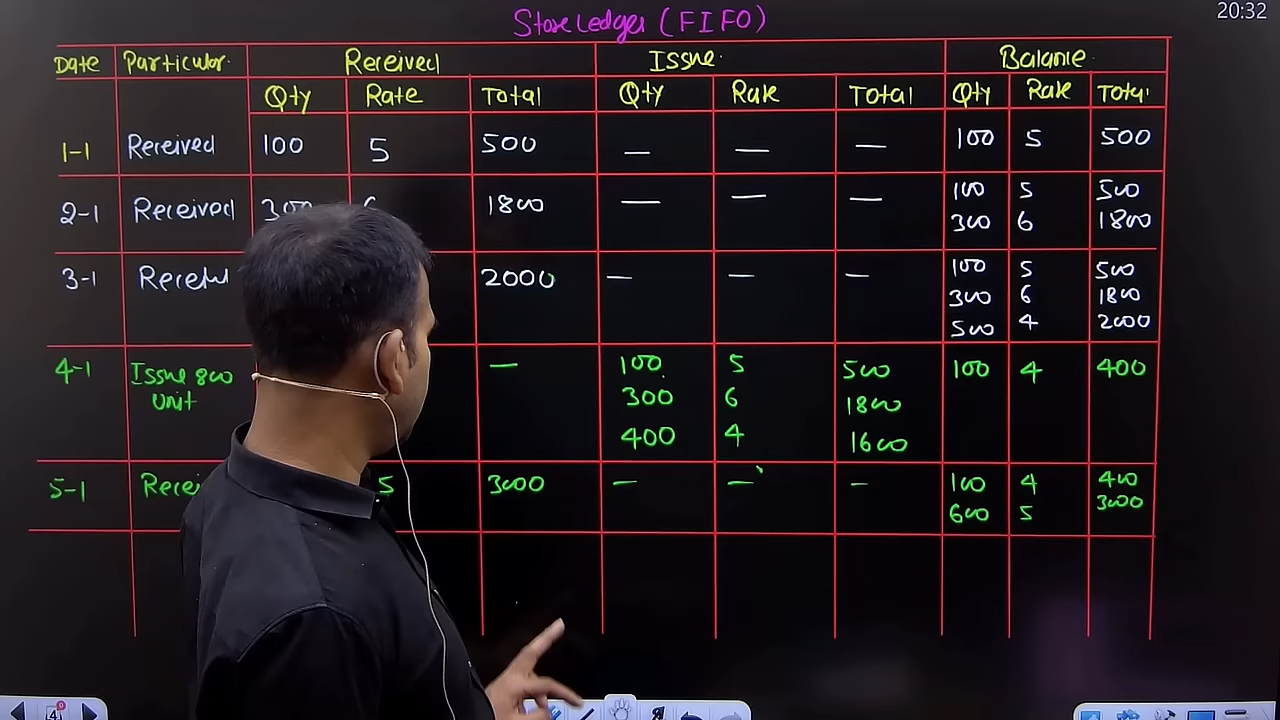 20:32
Store Ledger (FIFO)
Date Particular Received Issue Balance
Qty Rate Total Qty Rate Total Qty Rate Total
1-1 Received 100 5 500 — — — 100 5 500
2-1 Received 300 1800 — — — 100 5 500
300 6 1800
3-1 2000 — — — 100 5 500
300 6 1800
500 4 2000
4-1 Issue 800 — 100 5 500 100 4 400
Unit 300 6 1800
400 4 1600
5-1 Recei 5 3000 — — — 100 4 400
600 5 3000
4